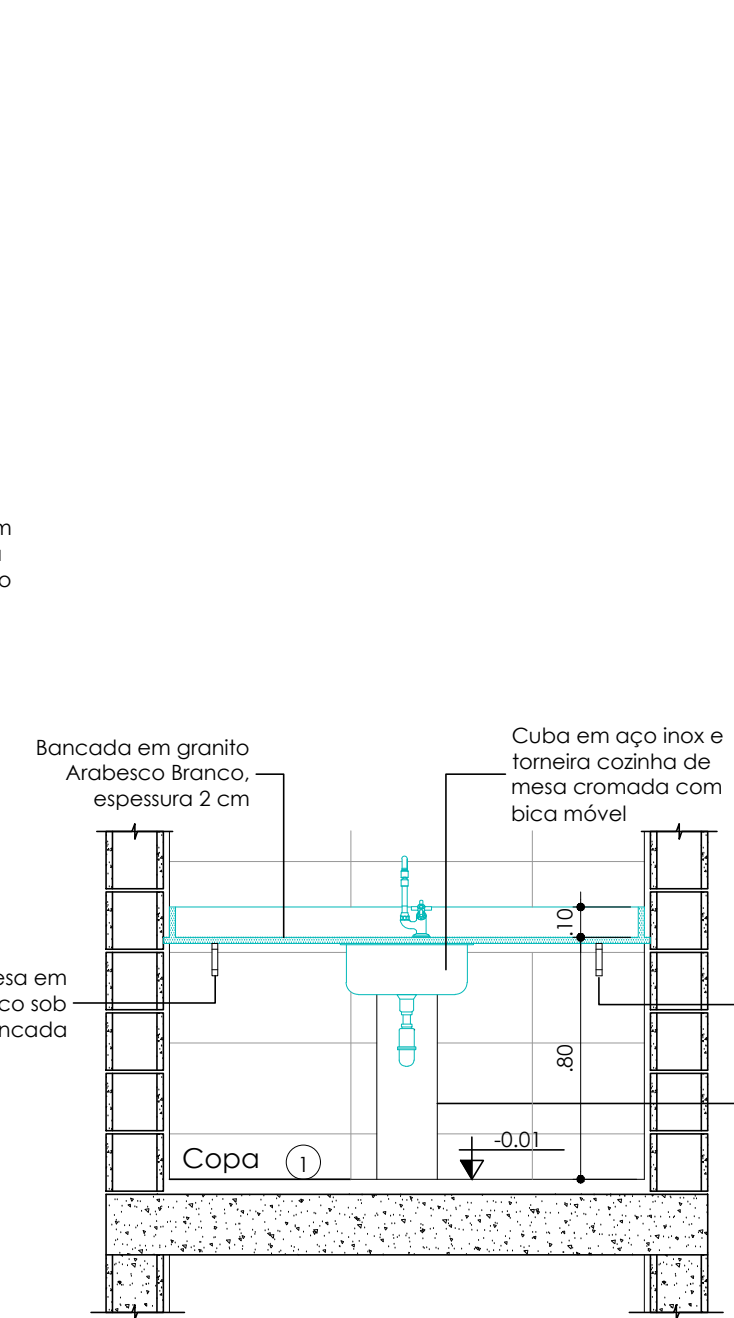 o
Bancada em granito
Arabesco Branco,
espessura 2 cm
Cuba em aço inox e
torneira cozinha de
mesa cromada com
bica móvel
.10
sob
.80
-0.01
Copa 1